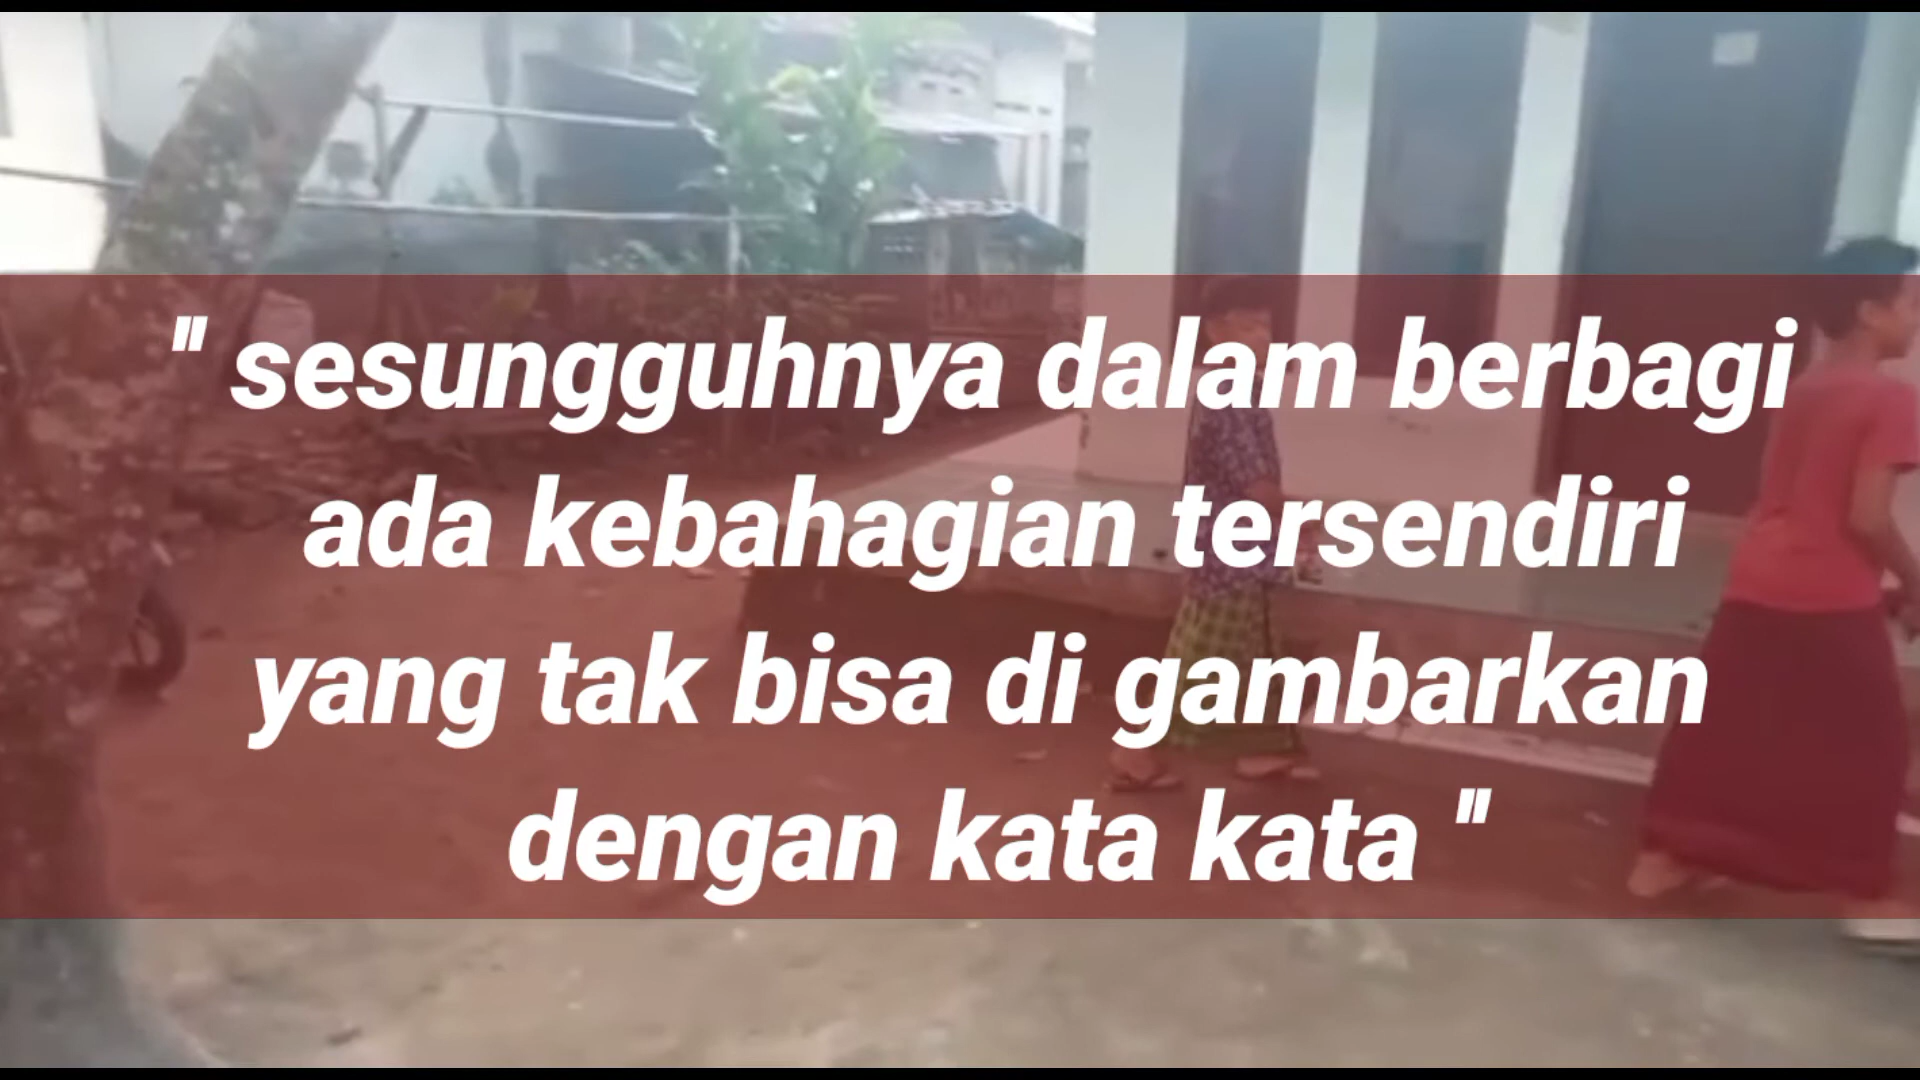 " sesungguhnya dalam berbagi
ada kebahagian tersendiri
yang tak bisa di gambarkan
dengan kata kata "